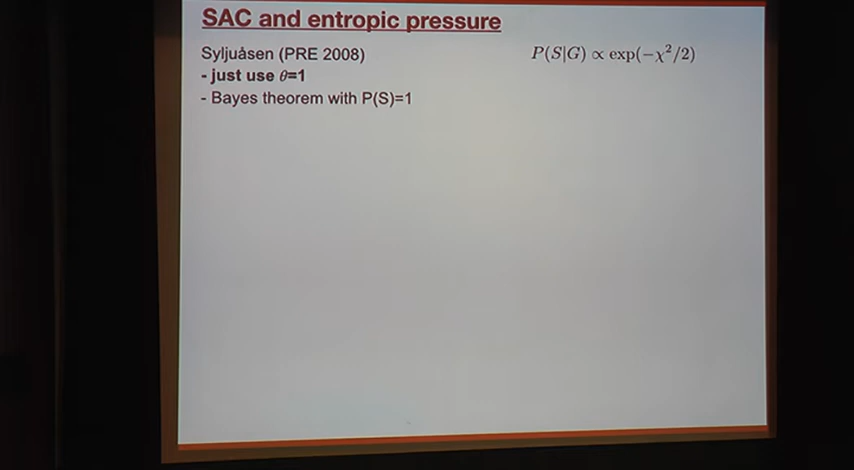 SAC and entropic pressure
Syljuåsen (PRE 2008)
P(S|G) ∝ exp(−χ²/2)
- just use θ=1
- Bayes theorem with P(S)=1